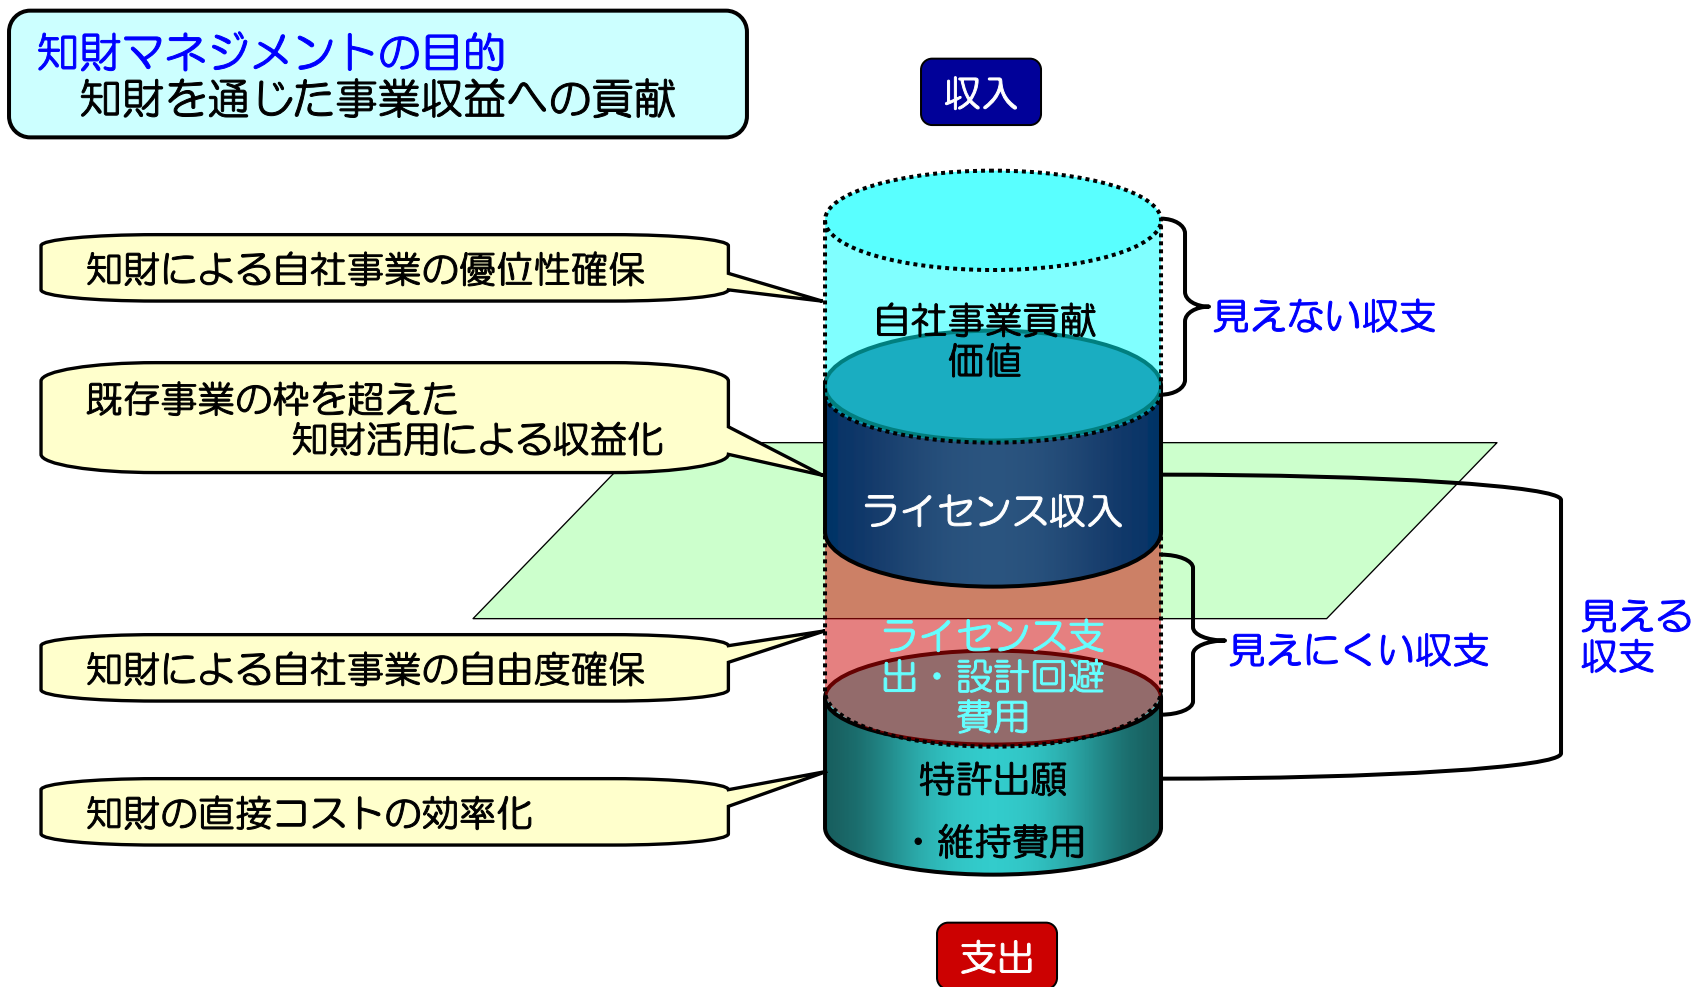 知財マネジメントの目的
知財を通じた事業収益への貢献
収入
知財による自社事業の優位性確保
自社事業貢献
価値
見えない収支
既存事業の枠を超えた
知財活用による収益化
ライセンス収入
知財による自社事業の自由度確保
ライセンス支
出・設計回避
費用
見えにくい収支
見える
収支
知財の直接コストの効率化
特許出願
・維持費用
支出